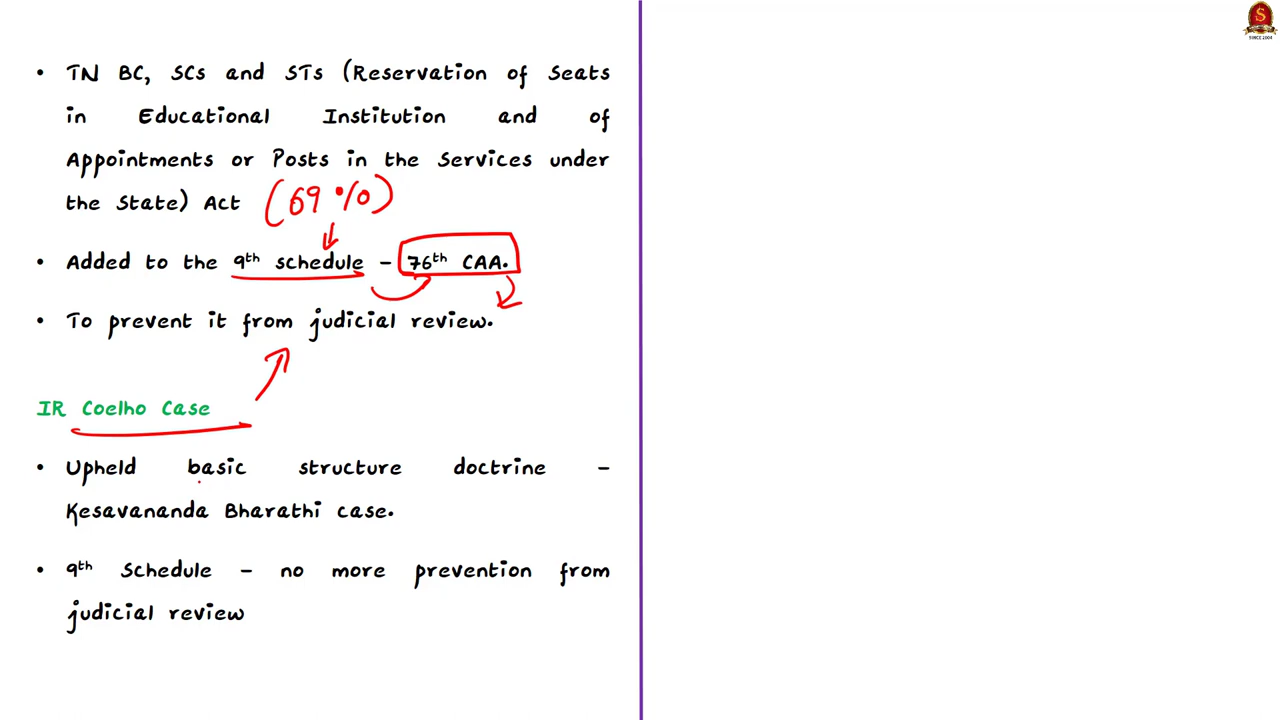 • TN BC, SCs and STs (Reservation of Seats
in Educational Institution and of
Appointments or Posts in the Services under
the State) Act (69%)
• Added to the 9th schedule - 76th CAA.
• To prevent it from judicial review.
IR Coelho Case
• Upheld basic structure doctrine -
Kesavananda Bharathi case.
• 9th Schedule - no more prevention from
judicial review
S
SINCE 2004